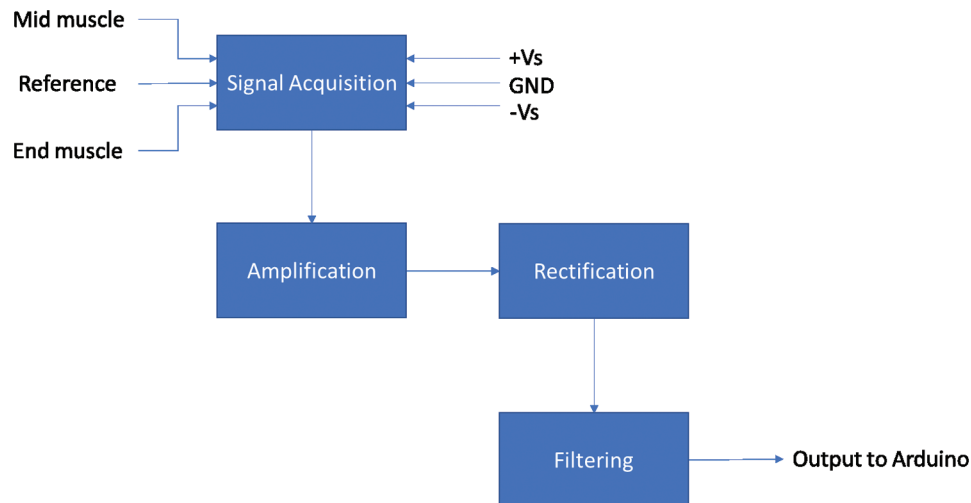 Mid muscle
Reference
End muscle
Signal Acquisition
+Vs
GND
-Vs
Amplification
Rectification
Filtering
Output to Arduino